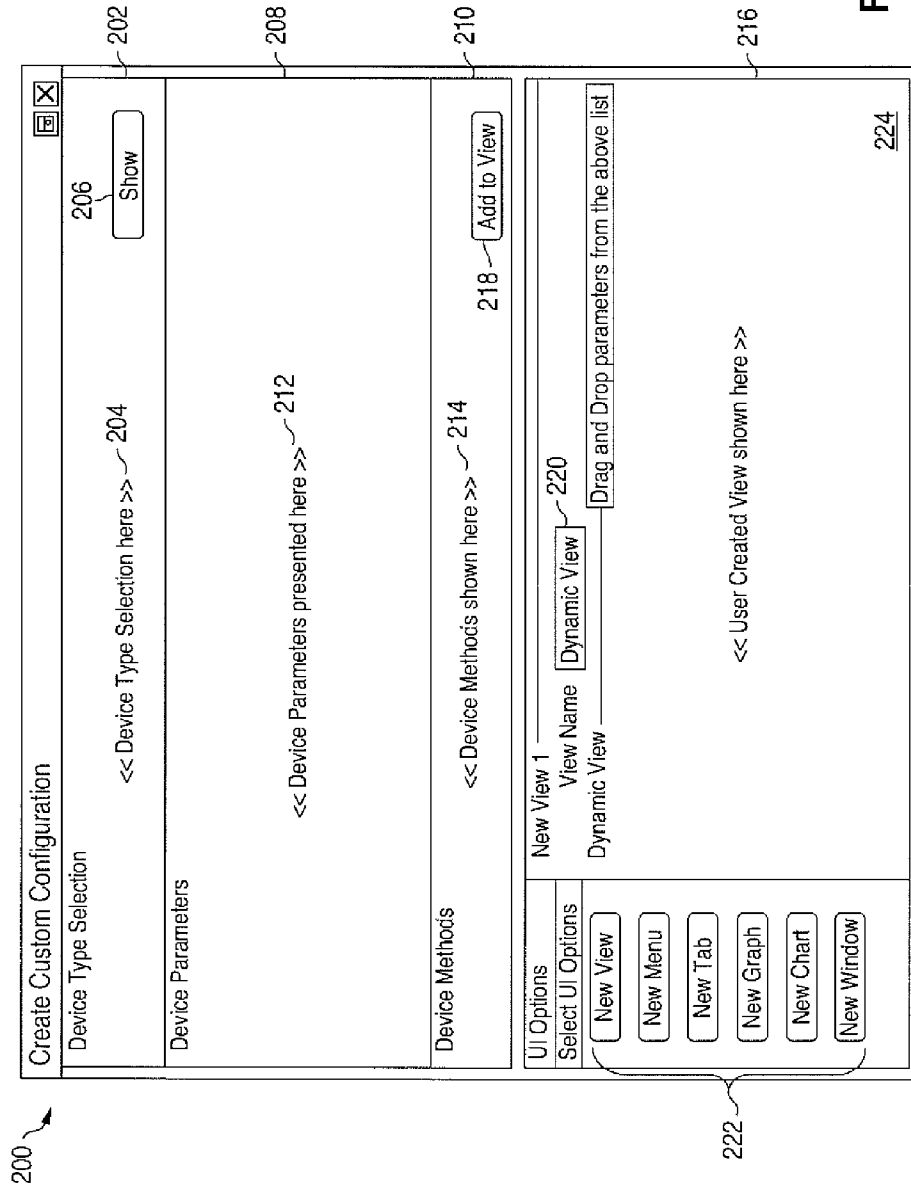 200
Create Custom Configuration
Device Type Selection
<< Device Type Selection here >> 204
206
Show
202
Device Parameters
<< Device Parameters presented here >> 212
208
Device Methods
<< Device Methods shown here >> 214
218 Add to View
210
UI Options
Select UI Options
New View
New Menu
New Tab
New Graph
New Chart
New Window
222
New View 1
View Name Dynamic View 220
Dynamic View
Drag and Drop parameters from the above list
<< User Created View shown here >>
216
224